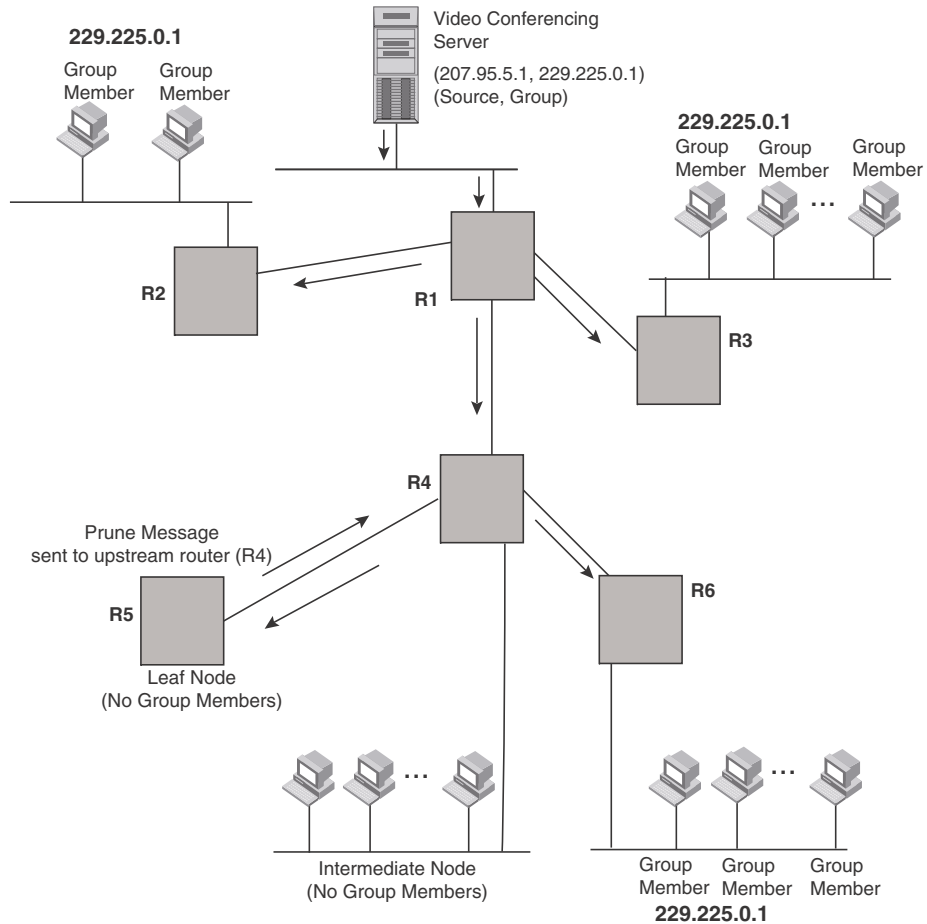 229.225.0.1
Group
Member
Group
Member
Video Conferencing
Server
(207.95.5.1, 229.225.0.1)
(Source, Group)
229.225.0.1
Group
Member
Group
Member
Group
Member
...
R2
R1
R3
R4
Prune Message
sent to upstream router (R4)
R5
R6
Leaf Node
(No Group Members)
...
...
Intermediate Node
(No Group Members)
Group
Member
Group
Member
Group
Member
229.225.0.1